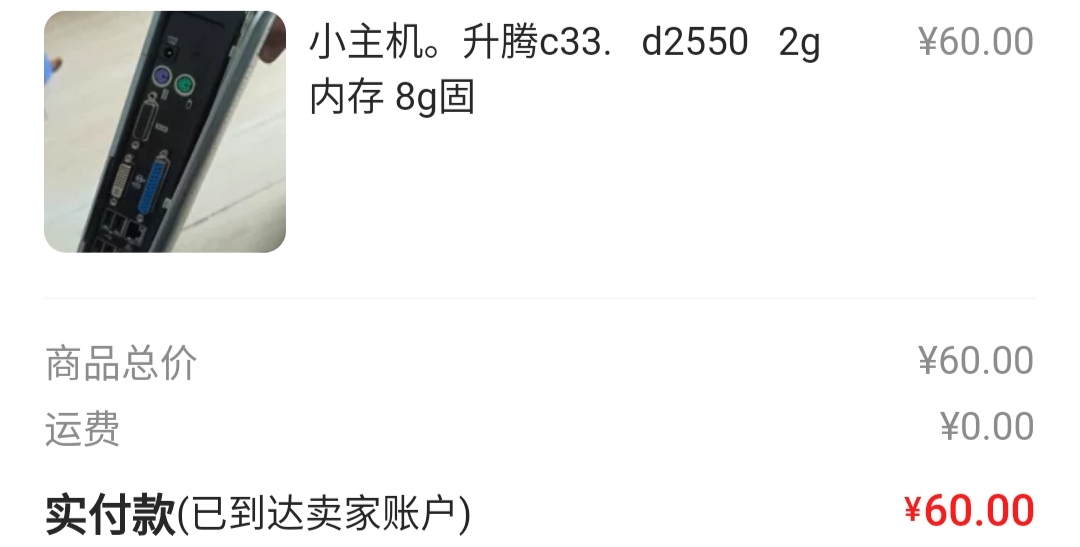 小主机。升腾c33. d2550 2g
¥60.00
内存 8g固
商品总价
¥60.00
运费
¥0.00
实付款(已到达卖家账户)
¥60.00